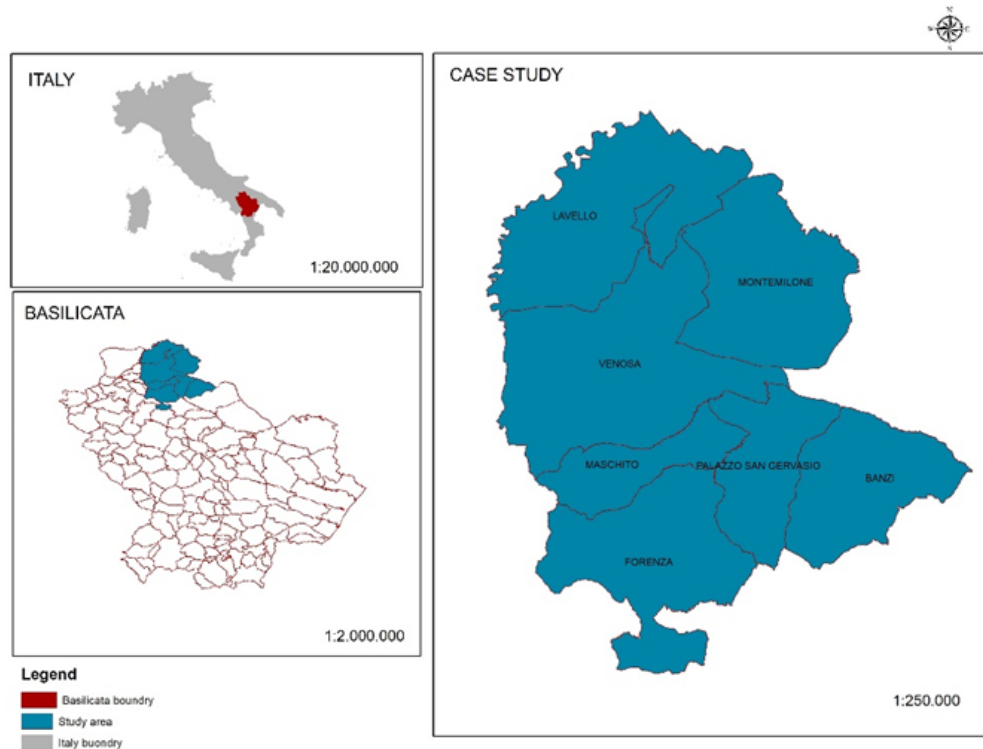 N
ITALY
1:20.000.000
BASILICATA
1:2.000.000
CASE STUDY
LAVELLO
MONTEMILONE
VENOSA
MASCHITO
PALAZZO SAN GERVASIO
BANZI
FORENZA
1:250.000
Legend
Basilicata boundry
Study area
Italy buondry